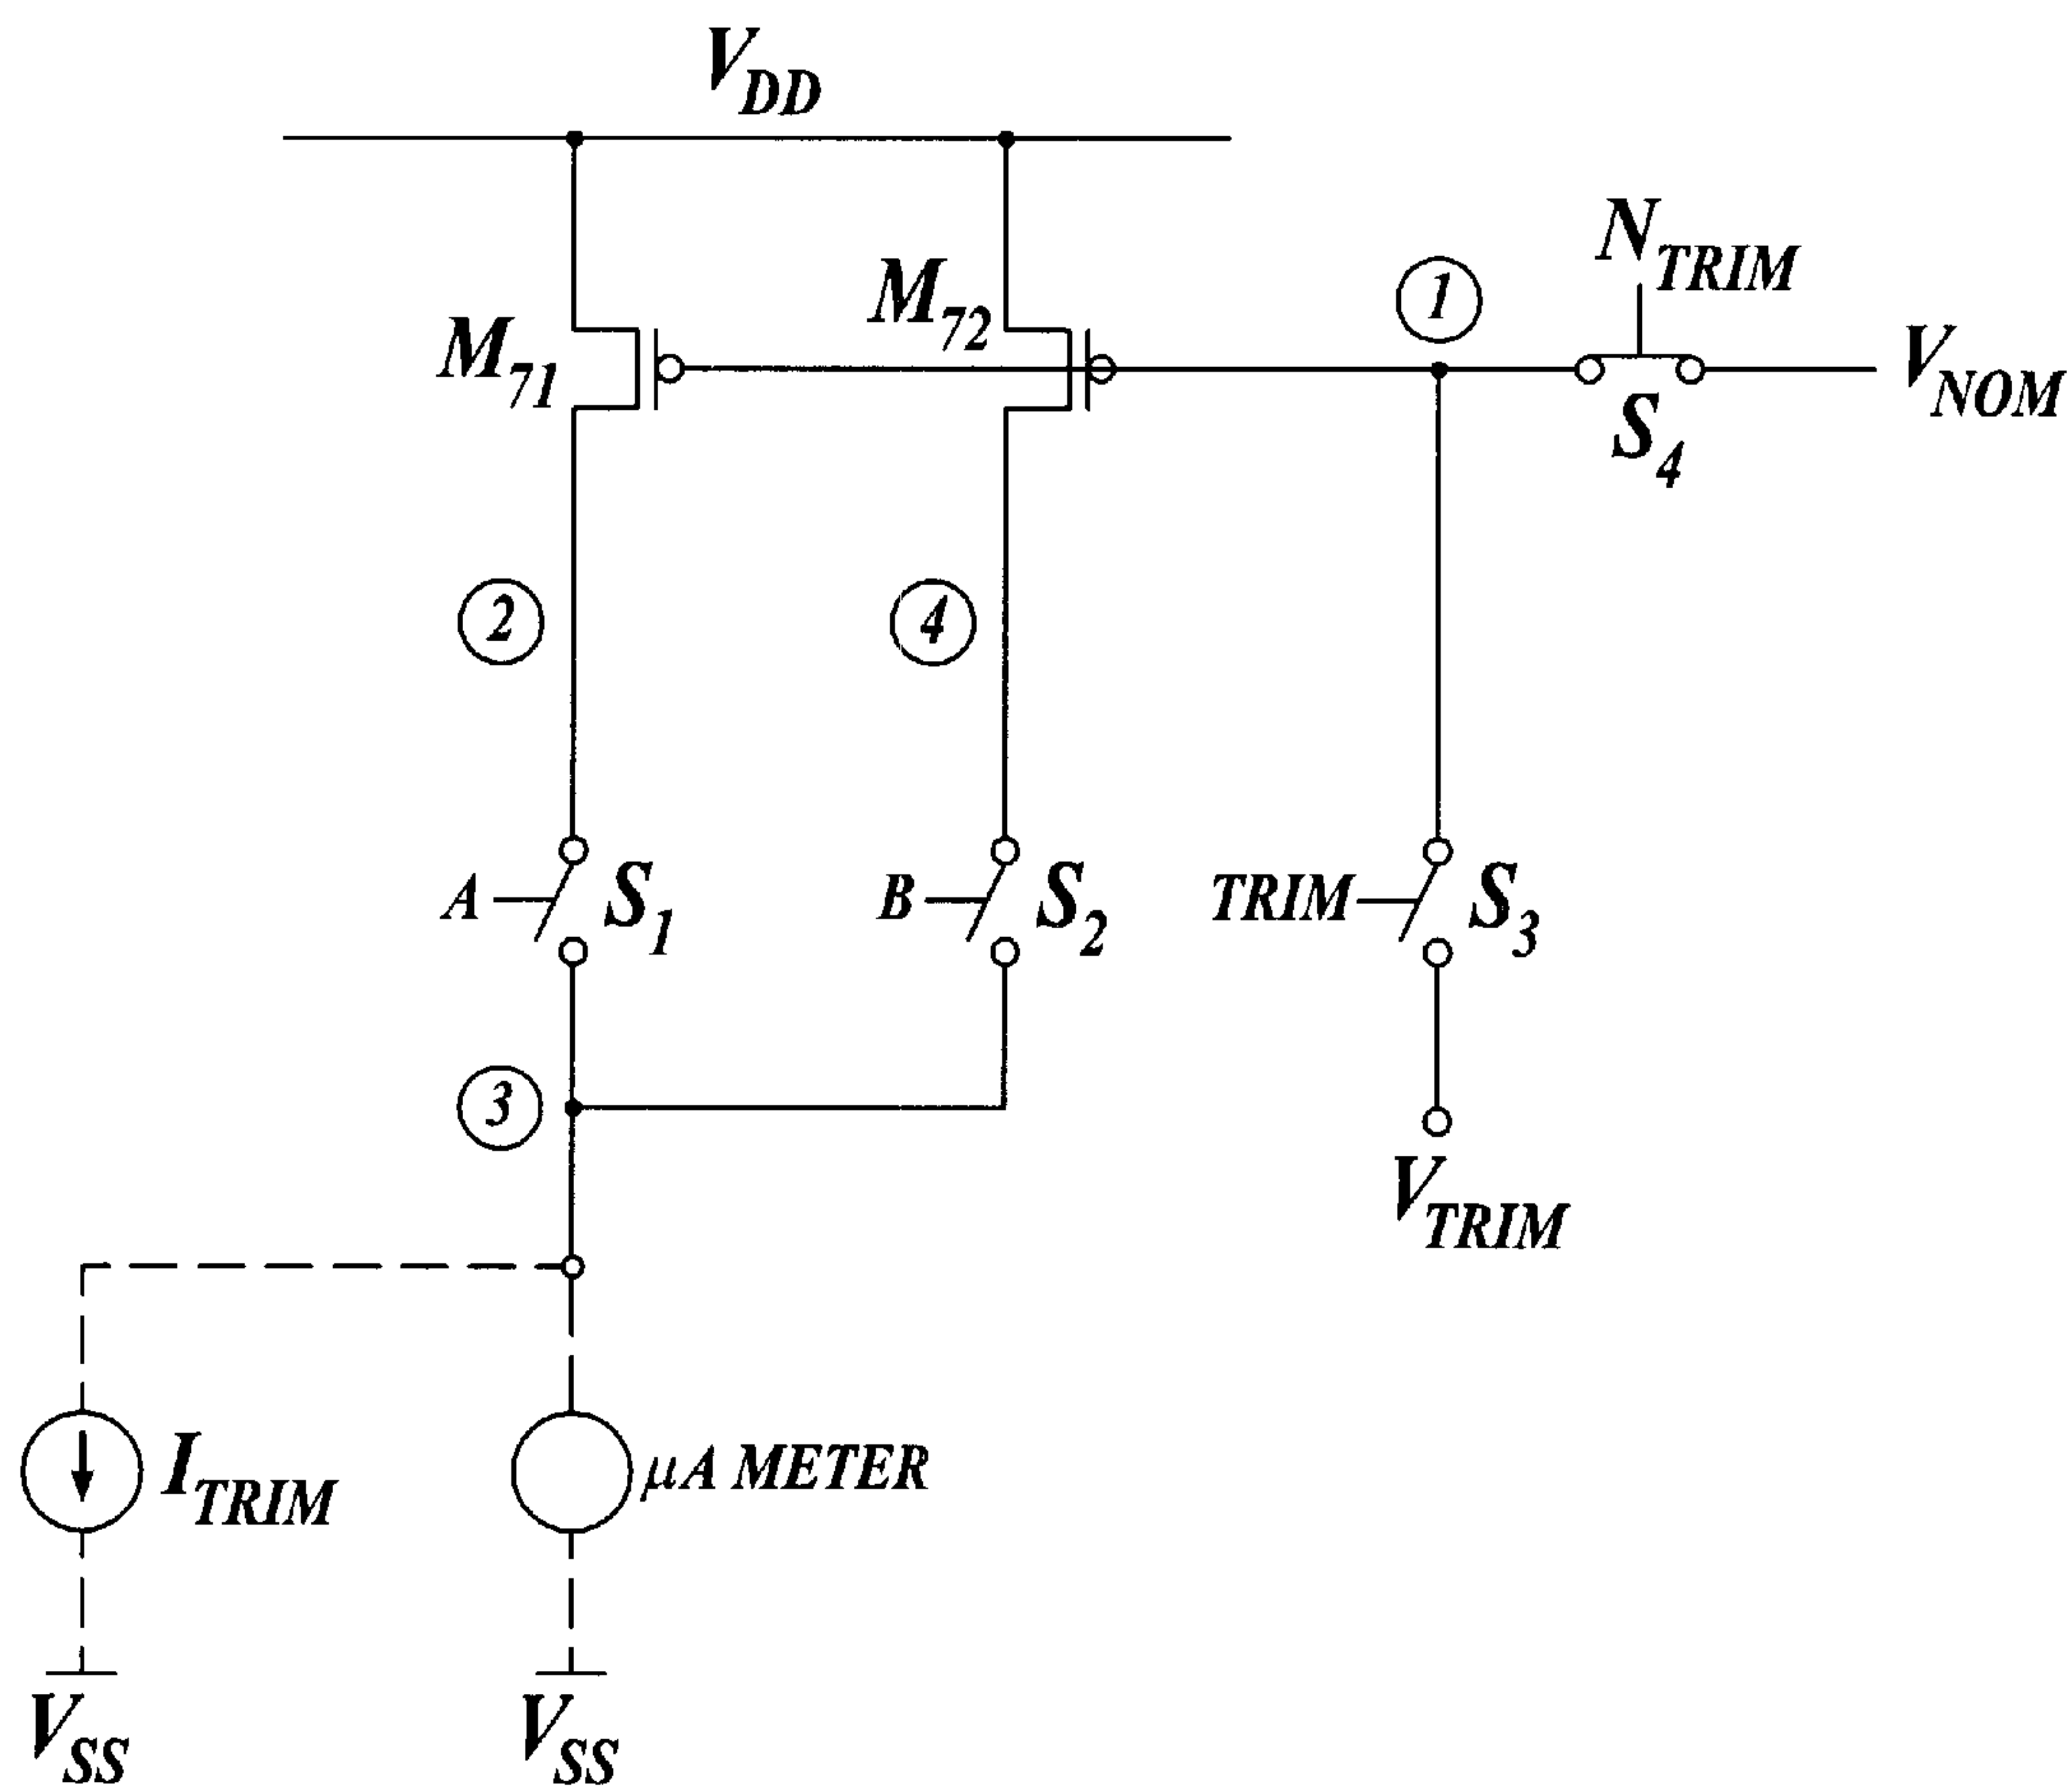 VDD
NTRIM
1
M72
M71
VNOM
S4
2
4
A
S1
B
S2
TRIM
S3
3
VTRIM
ITRIM
μA METER
VSS
VSS